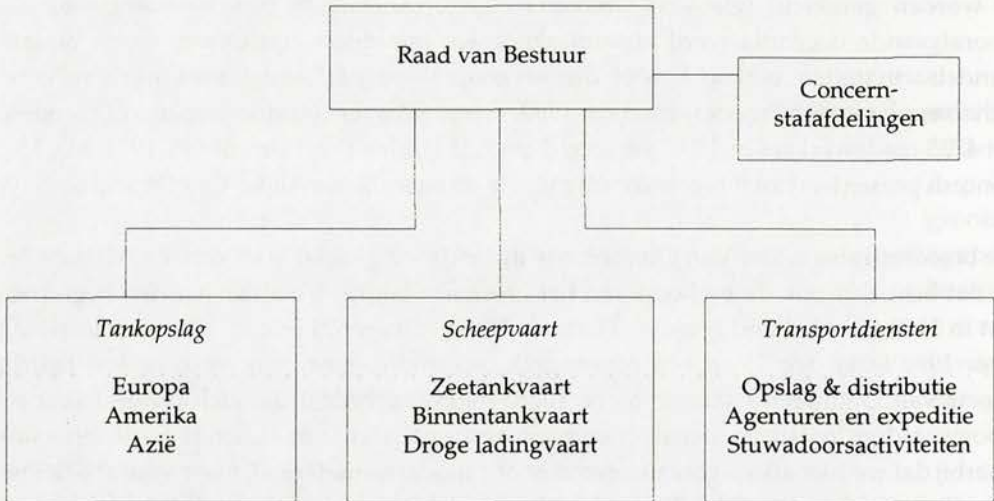 Raad van Bestuur
Concern-
stafafdelingen
Tankopslag
Europa
Amerika
Azië
Scheepvaart
Zeetankvaart
Binnentankvaart
Droge ladingvaart
Transportdiensten
Opslag & distributie
Agenturen en expeditie
Stuwadoorsactiviteiten